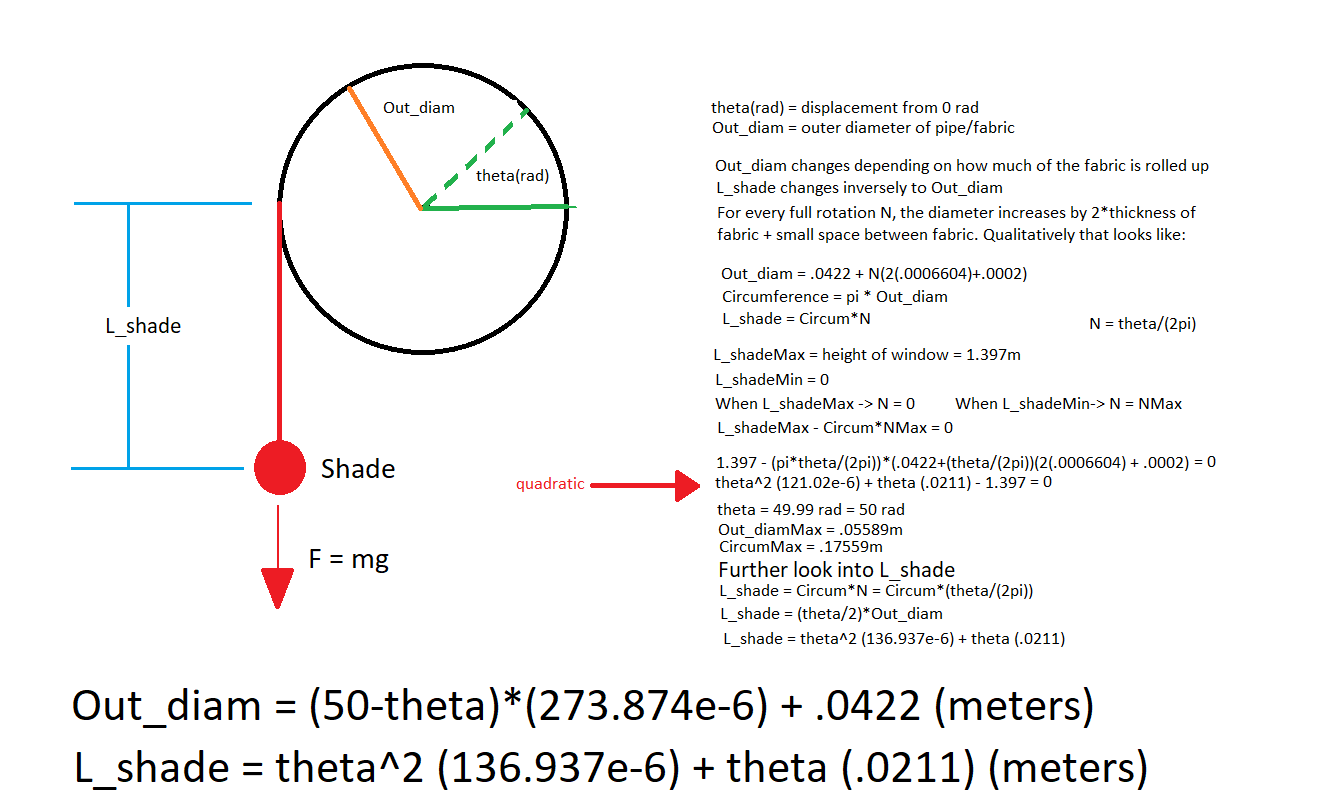 Out_diam
theta(rad)
L_shade
Shade
F = mg
theta(rad) = displacement from 0 rad
Out_diam = outer diameter of pipe/fabric
Out_diam changes depending on how much of the fabric is rolled up
L_shade changes inversely to Out_diam
For every full rotation N, the diameter increases by 2*thickness of
fabric + small space between fabric. Qualitatively that looks like:
Out_diam = .0422 + N(2(.0006604)+.0002)
Circumference = pi * Out_diam
L_shade = Circum*N
N = theta/(2pi)
L_shadeMax = height of window = 1.397m
L_shadeMin = 0
When L_shadeMax -> N = 0 When L_shadeMin-> N = NMax
L_shadeMax - Circum*NMax = 0
1.397 - (pi*theta/(2pi))*(.0422+(theta/(2pi))(2(.0006604) + .0002) = 0
quadratic
theta^2 (121.02e-6) + theta (.0211) - 1.397 = 0
theta = 49.99 rad = 50 rad
Out_diamMax = .05589m
CircumMax = .17559m
Further look into L_shade
L_shade = Circum*N = Circum*(theta/(2pi))
L_shade = (theta/2)*Out_diam
L_shade = theta^2 (136.937e-6) + theta (.0211)
Out_diam = (50-theta)*(273.874e-6) + .0422 (meters)
L_shade = theta^2 (136.937e-6) + theta (.0211) (meters)